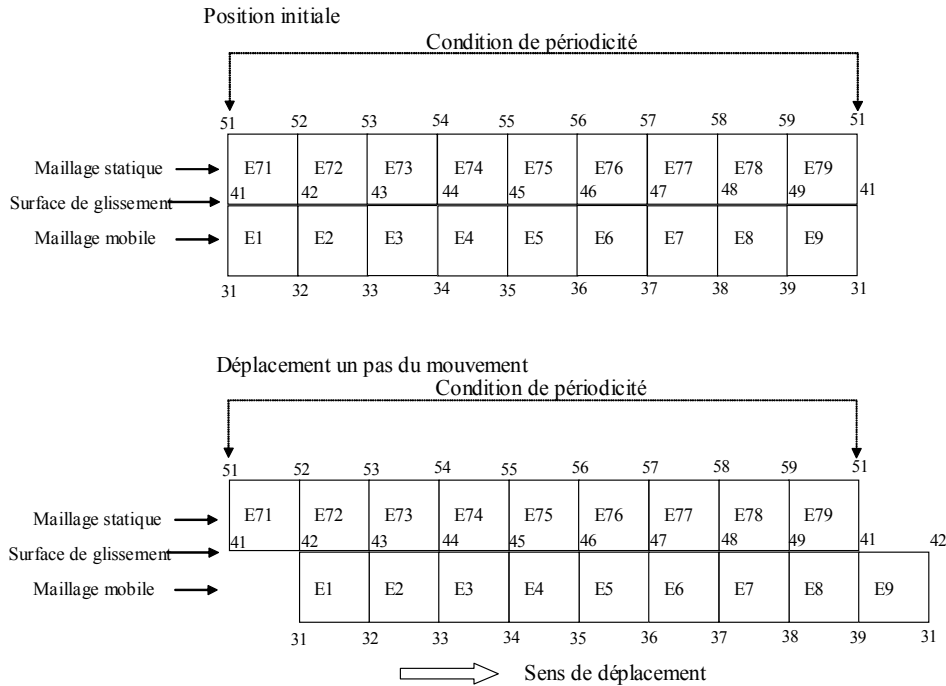 Position initiale
Condition de périodicité
51 52 53 54 55 56 57 58 59 51
Maillage statique E71 E72 E73 E74 E75 E76 E77 E78 E79
Surface de glissement 41 42 43 44 45 46 47 48 49 41
Maillage mobile E1 E2 E3 E4 E5 E6 E7 E8 E9
31 32 33 34 35 36 37 38 39 31
Déplacement un pas du mouvement
Condition de périodicité
51 52 53 54 55 56 57 58 59 51
Maillage statique E71 E72 E73 E74 E75 E76 E77 E78 E79
Surface de glissement 41 42 43 44 45 46 47 48 49 41 42
Maillage mobile E1 E2 E3 E4 E5 E6 E7 E8 E9
31 32 33 34 35 36 37 38 39 31
Sens de déplacement